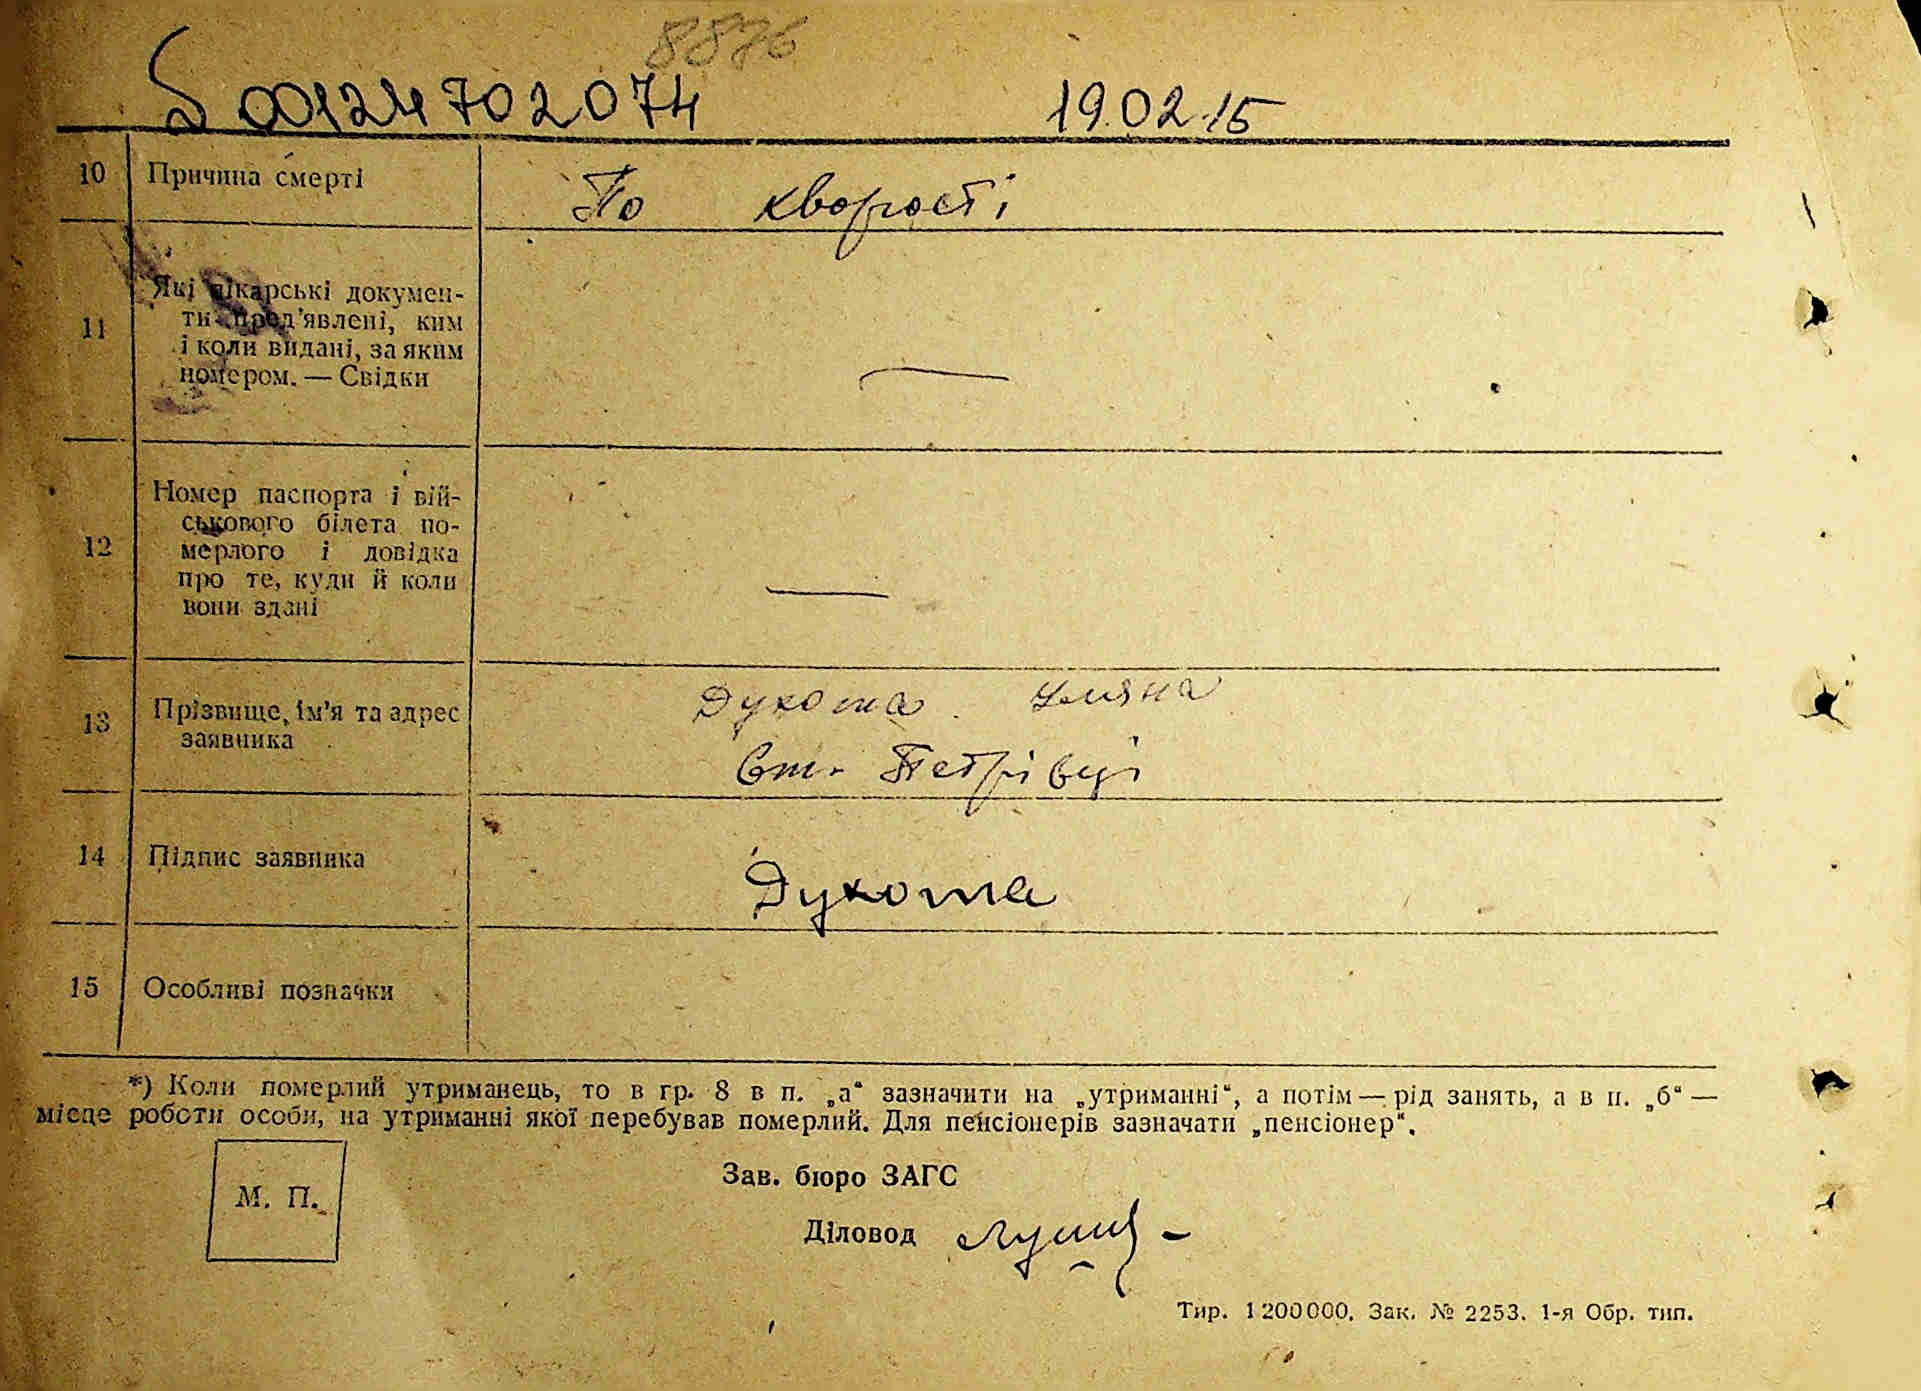 8876
00124702074 19.02.15
10 Причина смерті По хворості
11 Які лікарські докумен-
ти пред'явлені, ким
і коли видані, за яким
номером. — Свідки —
12 Номер паспорта і вій-
ськового білета по-
мерлого і довідка
про те, куди й коли
вони здані —
13 Прізвище, ім'я та адрес Духота Уляна
заявника Ст. Петрівці
14 Підпис заявника Духота
15 Особливі позначки
*) Коли померлий утриманець, то в гр. 8 в п. „а“ зазначити на „утриманні“, а потім — рід занять, а в п. „б“ —
місце роботи особи, на утриманні якої перебував померлий. Для пенсіонерів зазначати „пенсіонер“.
М. П.
Зав. бюро ЗАГС
Діловод
Тир. 1200000. Зак. № 2253. 1-я Обр. тип.